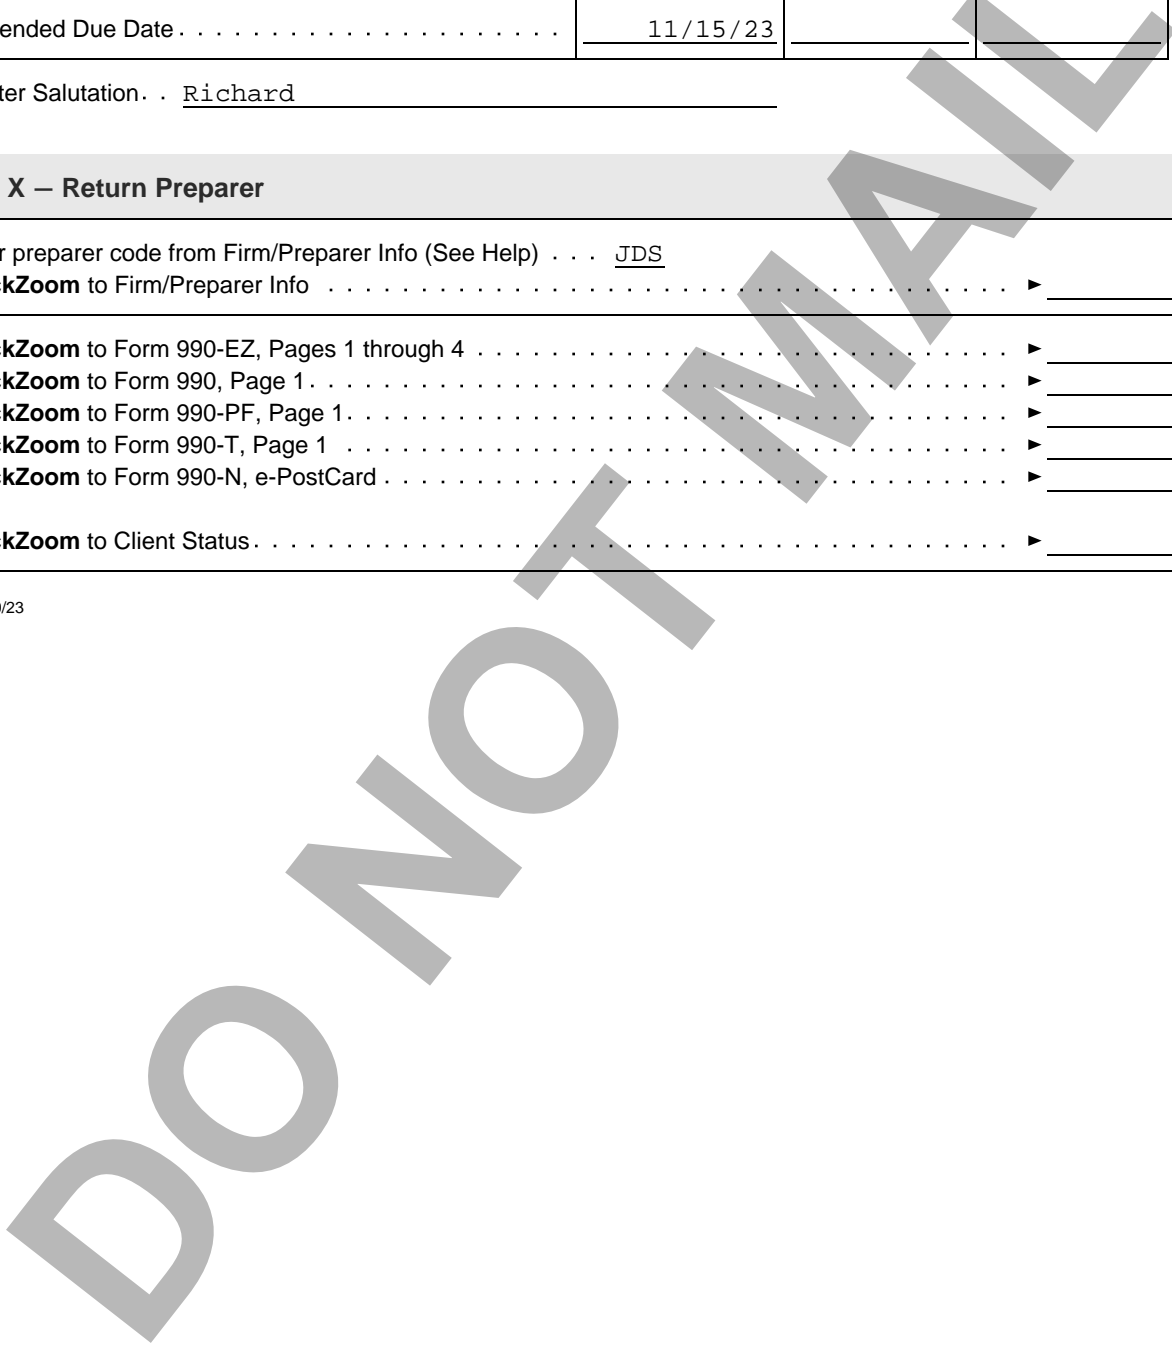 ended Due Date . . . . . . . . . . . . . . . . . . . . . . 11/15/23
ter Salutation. . Richard
X — Return Preparer
r preparer code from Firm/Preparer Info (See Help) . . . JDS
kZoom to Firm/Preparer Info . . . . . . . . . . . . . . . . . . . . ►
kZoom to Form 990-EZ, Pages 1 through 4 . . . . . . . . . . . . . . . . . . . . ►
kZoom to Form 990, Page 1 . . . . . . . . . . . . . . . . . . . . ►
kZoom to Form 990-PF, Page 1 . . . . . . . . . . . . . . . . . . . . ►
kZoom to Form 990-T, Page 1 . . . . . . . . . . . . . . . . . . . . ►
kZoom to Form 990-N, e-PostCard . . . . . . . . . . . . . . . . . . . . ►
kZoom to Client Status . . . . . . . . . . . . . . . . . . . . ►
/23
DO NOT MAIL